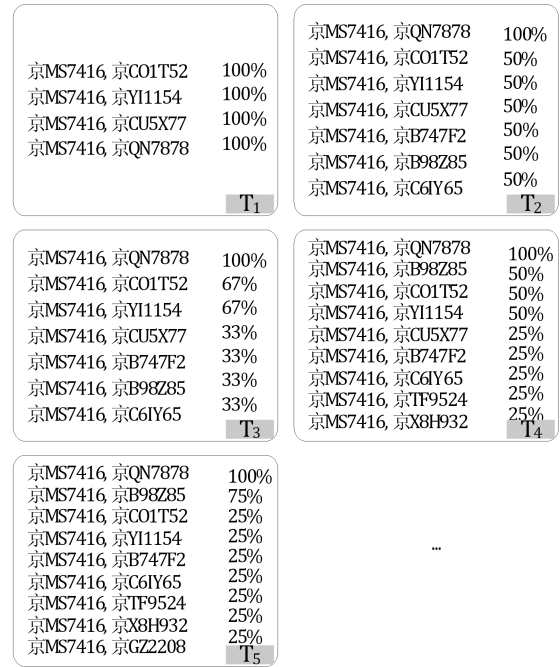 京MS7416, 京CO1T52 100%
京MS7416, 京YI1154 100%
京MS7416, 京CU5X77 100%
京MS7416, 京QN7878 100%
T1
京MS7416, 京QN7878 100%
京MS7416, 京CO1T52 50%
京MS7416, 京YI1154 50%
京MS7416, 京CU5X77 50%
京MS7416, 京B747F2 50%
京MS7416, 京B98Z85 50%
京MS7416, 京C6IY65 50%
T2
京MS7416, 京QN7878 100%
京MS7416, 京CO1T52 67%
京MS7416, 京YI1154 67%
京MS7416, 京CU5X77 33%
京MS7416, 京B747F2 33%
京MS7416, 京B98Z85 33%
京MS7416, 京C6IY65 33%
T3
京MS7416, 京QN7878 100%
京MS7416, 京B98Z85 50%
京MS7416, 京CO1T52 50%
京MS7416, 京YI1154 50%
京MS7416, 京CU5X77 25%
京MS7416, 京B747F2 25%
京MS7416, 京C6IY65 25%
京MS7416, 京TF9524 25%
京MS7416, 京X8H932 25%
T4
京MS7416, 京QN7878 100%
京MS7416, 京B98Z85 75%
京MS7416, 京CO1T52 25%
京MS7416, 京YI1154 25%
京MS7416, 京B747F2 25%
京MS7416, 京C6IY65 25%
京MS7416, 京TF9524 25%
京MS7416, 京X8H932 25%
京MS7416, 京GZ2208 25%
T5
...